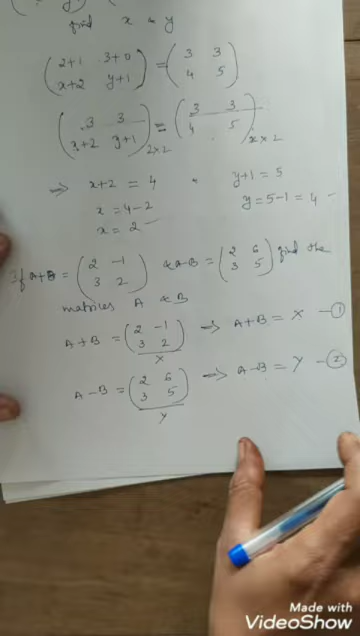 find x & y
(2+1 3+0
x+2 y+1) = (3 3
4 5)
(3 3
x+2 y+1)2×2 = (3 3
4 5)2×2
⇒ x+2 = 4 y+1 = 5
x = 4-2 y = 5-1 = 4
x = 2
If A+B = (2 -1
3 2) & A-B = (2 6
3 5) find the
matrices A & B
A+B = (2 -1
3 2) ⇒ A+B = X —①
X
A-B = (2 6
3 5) ⇒ A-B = Y —②
Y
Made with
VideoShow